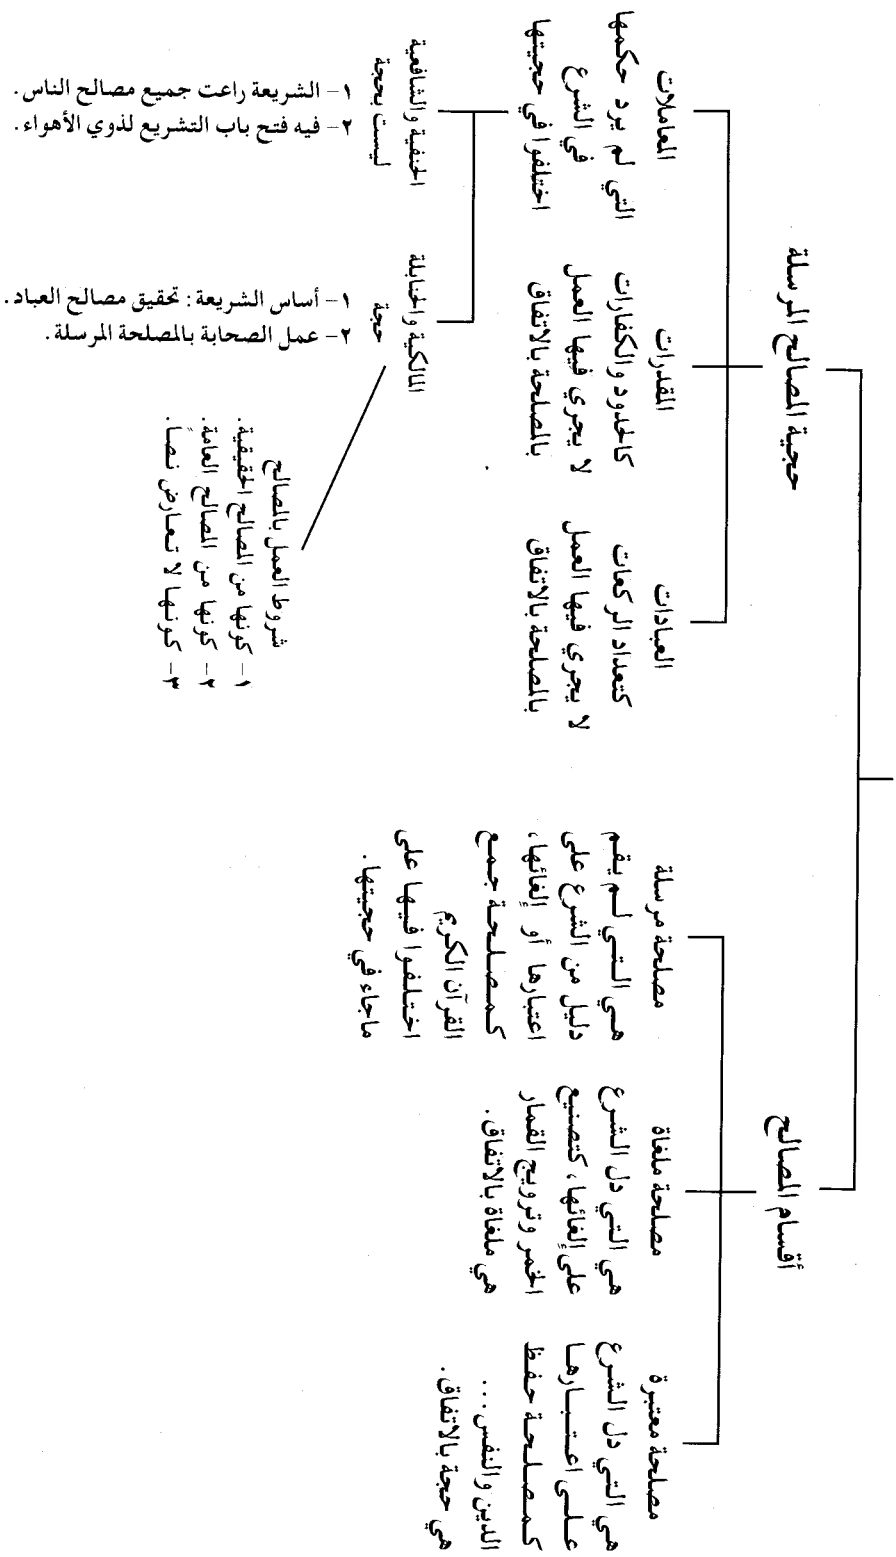 أقسام المصالح
مصلحة معتبرة
هي التي دل الشرع
على اعتبارها
كمصلحة حفظ
الدين والنفس ...
هي حجة بالاتفاق.
مصلحة ملغاة
هي التي دل الشرع
على إلغائها، كتصنيع
الخمر وترويج القمار
هي ملغاة بالاتفاق.
مصلحة مرسلة
هي التي لم يقم
دليل من الشرع على
اعتبارها أو إلغائها،
كمصلحة جمع
القرآن الكريم
اختلفوا فيها على
ماجاء في حجيتها.
حجية المصالح المرسلة
العبادات
كتعداد الركعات
لا يجري فيها العمل
بالمصلحة بالاتفاق
المقدرات
كالحدود والكفارات
لا يجري فيها العمل
بالمصلحة بالاتفاق
المعاملات
التي لم يرد حكمها
في الشرع
اختلفوا في حجيتها
المالكية والحنابلة
حجة
١- أساس الشريعة: تحقيق مصالح العباد.
٢- عمل الصحابة بالمصلحة المرسلة.
شروط العمل بالمصالح
١- كونها من المصالح الحقيقية.
٢- كونها من المصالح العامة.
٣- كونها لا تعارض نصاً.
الحنفية والشافعية
ليست بحجة
١- الشريعة راعت جميع مصالح الناس.
٢- فيه فتح باب التشريع لذوي الأهواء.